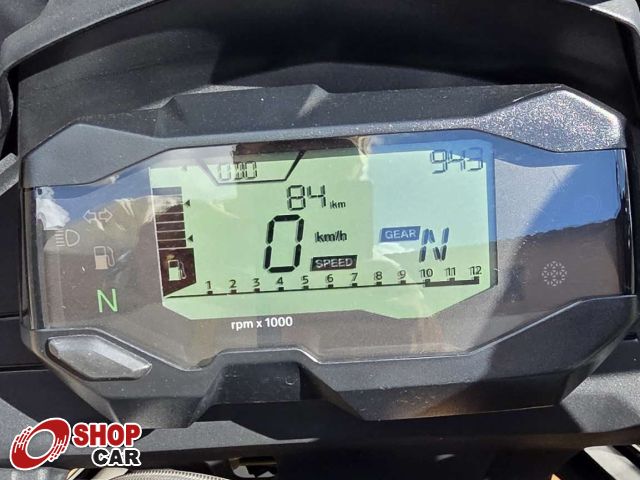 943
84 km
0 km/h
GEAR N
SPEED
N
1 2 3 4 5 6 7 8 9 10 11 12
rpm x 1000
SHOP
CAR